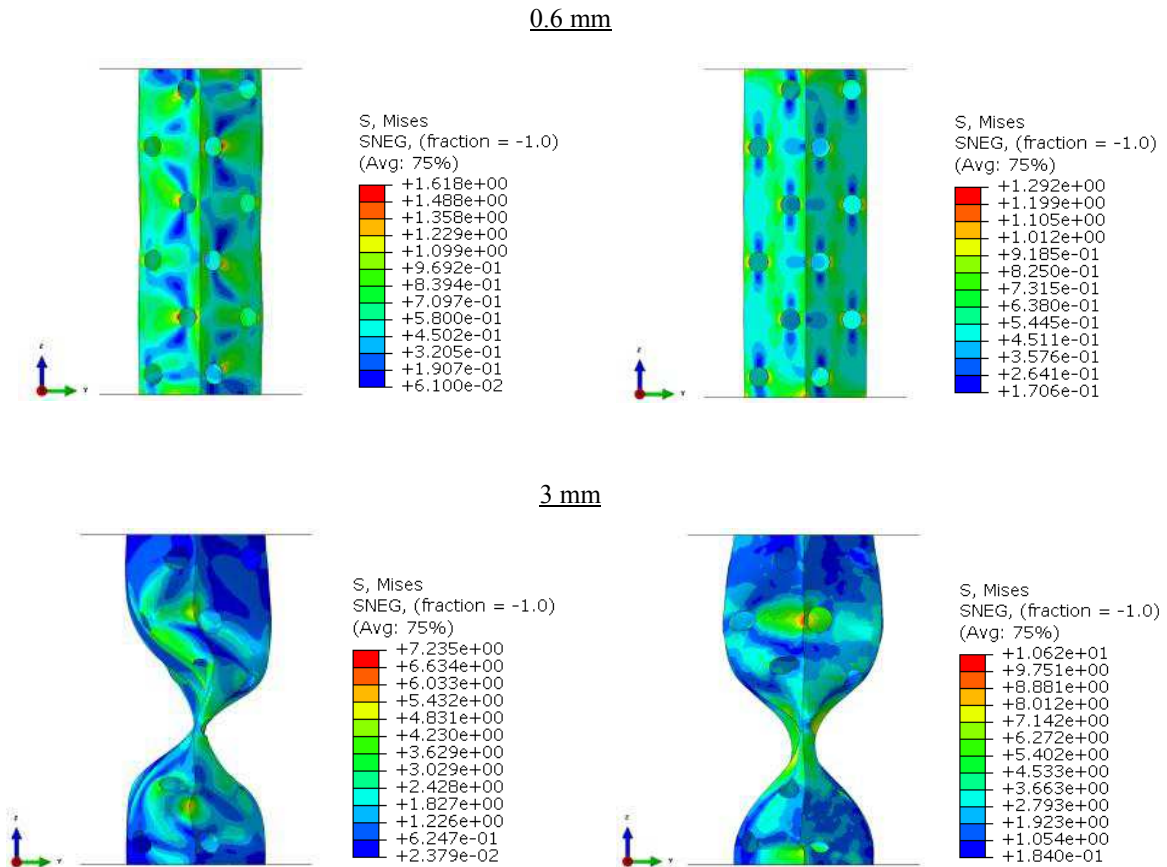 0.6 mm
S, Mises
SNEG, (fraction = -1.0)
(Avg: 75%)
+1.618e+00
+1.488e+00
+1.358e+00
+1.229e+00
+1.099e+00
+9.692e-01
+8.394e-01
+7.097e-01
+5.800e-01
+4.502e-01
+3.205e-01
+1.907e-01
+6.100e-02
Z
Y
S, Mises
SNEG, (fraction = -1.0)
(Avg: 75%)
+1.292e+00
+1.199e+00
+1.105e+00
+1.012e+00
+9.185e-01
+8.250e-01
+7.315e-01
+6.380e-01
+5.445e-01
+4.511e-01
+3.576e-01
+2.641e-01
+1.706e-01
Z
Y
3 mm
S, Mises
SNEG, (fraction = -1.0)
(Avg: 75%)
+7.235e+00
+6.634e+00
+6.033e+00
+5.432e+00
+4.831e+00
+4.230e+00
+3.629e+00
+3.029e+00
+2.428e+00
+1.827e+00
+1.226e+00
+6.247e-01
+2.379e-02
Z
Y
S, Mises
SNEG, (fraction = -1.0)
(Avg: 75%)
+1.062e+01
+9.751e+00
+8.881e+00
+8.012e+00
+7.142e+00
+6.272e+00
+5.402e+00
+4.533e+00
+3.663e+00
+2.793e+00
+1.923e+00
+1.054e+00
+1.840e-01
Z
Y